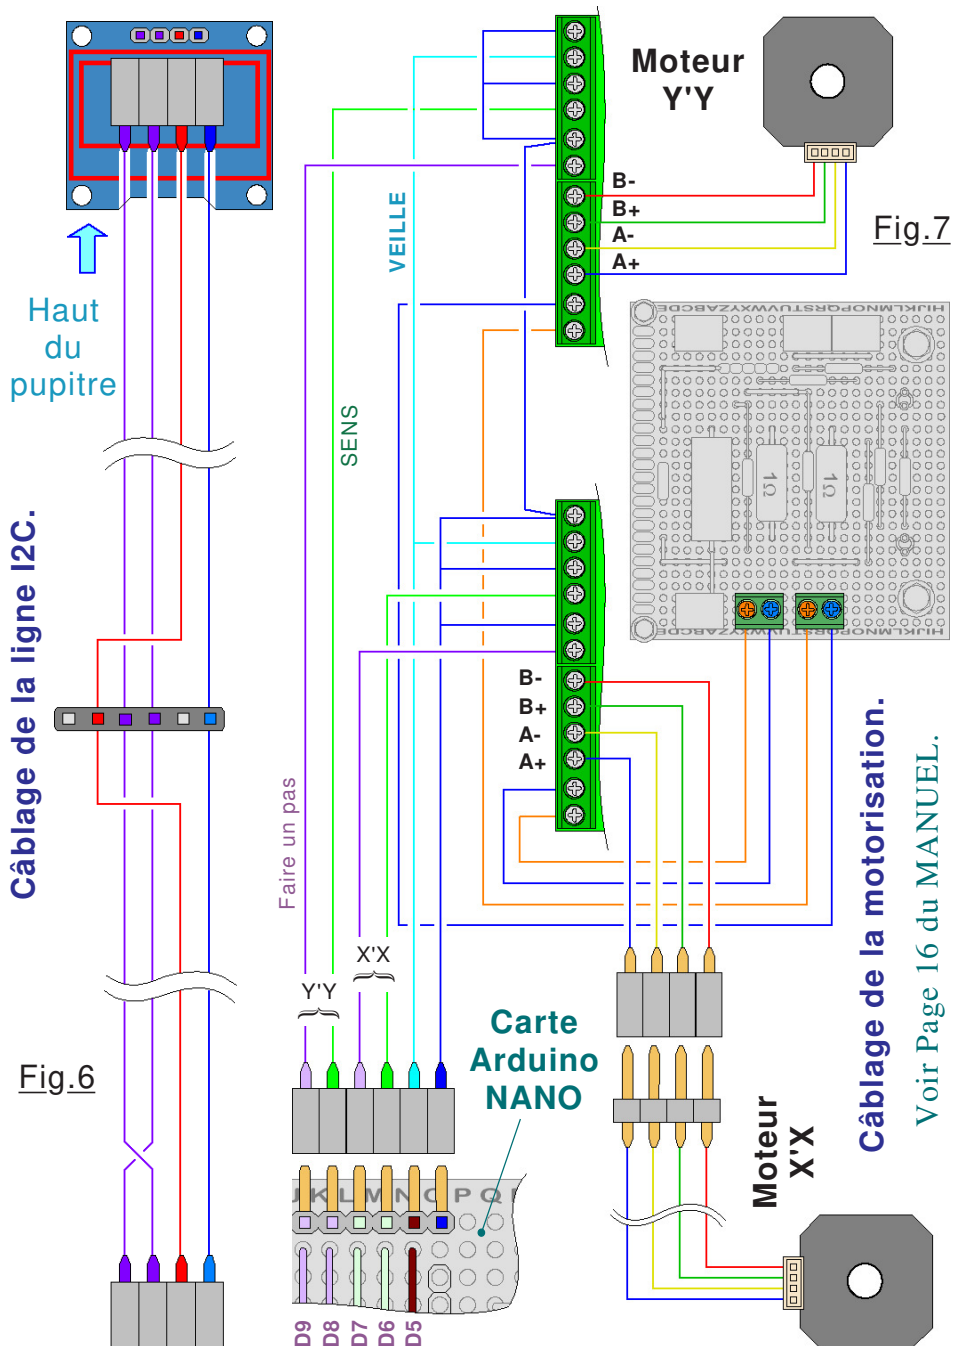 Moteur
Y'Y
B-
B+
A-
A+
Fig.7
VEILLE
Haut
du
pupitre
SENS
HIJKLMNOPQRSTUVWXYZABCDE
1Ω
1Ω
HIJKLMNOPQRSTUVWXYZABCDE
Câblage de la ligne I2C.
B-
B+
A-
A+
Câblage de la motorisation.
Voir Page 16 du MANUEL.
Faire un pas
X'X
Y'Y
Carte
Arduino
NANO
Fig.6
Moteur
X'X
J K L M N O P Q
D9
D8
D7
D6
D5